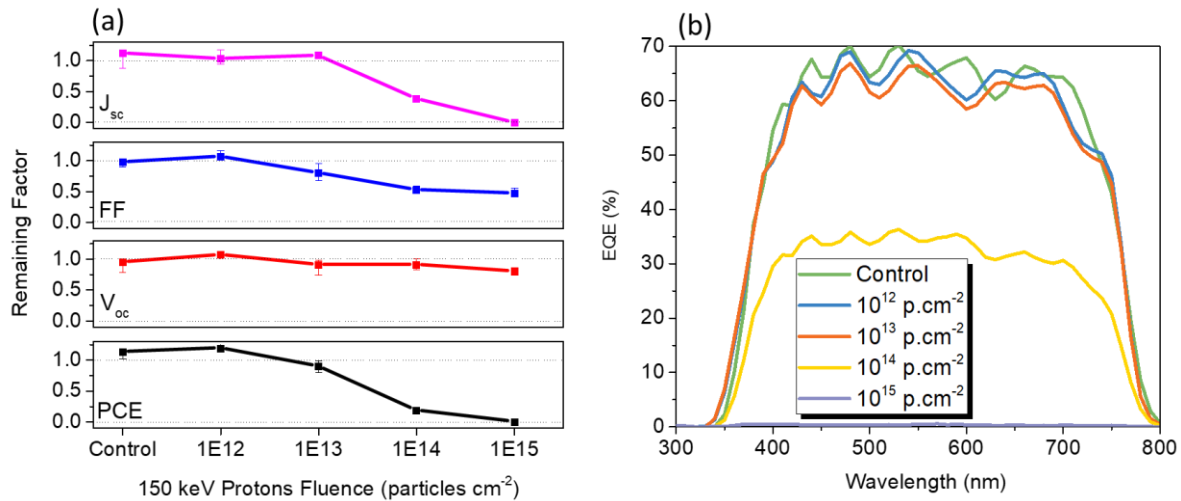 (a)
Remaining Factor
1.0
0.5
0.0
J sc
1.0
0.5
0.0
FF
1.0
0.5
0.0
V oc
1.0
0.5
0.0
PCE
Control 1E12 1E13 1E14 1E15
150 keV Protons Fluence (particles cm-2)
(b)
EQE (%)
70
60
50
40
30
20
10
0
Control
10^12 p.cm-2
10^13 p.cm-2
10^14 p.cm-2
10^15 p.cm-2
300 400 500 600 700 800
Wavelength (nm)